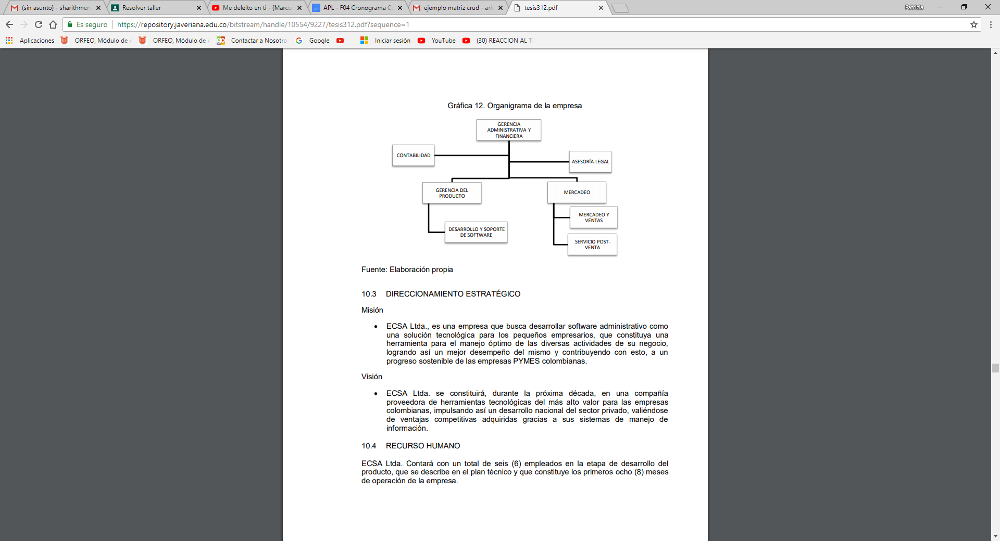 (sin asunto) - sharithmen
Resolver taller
Me deleito en ti - (Marco
APL - F04 Cronograma C
ejemplo matriz crud - arl
tesis312.pdf
Patricia
Es seguro
https://repository.javeriana.edu.co/bitstream/handle/10554/9227/tesis312.pdf?sequence=1
Aplicaciones
ORFEO, Módulo de
ORFEO, Módulo de
Contactar a Nosotro
Google
Iniciar sesión
YouTube
(30) REACCION AL T
Gráfica 12. Organigrama de la empresa
GERENCIA
ADMINISTRATIVA Y
FINANCIERA
CONTABILIDAD
ASESORÍA LEGAL
GERENCIA DEL
PRODUCTO
MERCADEO
MERCADEO Y
VENTAS
DESARROLLO Y SOPORTE
DE SOFTWARE
SERVICIO POST-
VENTA
Fuente: Elaboración propia
10.3 DIRECCIONAMIENTO ESTRATÉGICO
Misión
• ECSA Ltda., es una empresa que busca desarrollar software administrativo como
una solución tecnológica para los pequeños empresarios, que constituya una
herramienta para el manejo óptimo de las diversas actividades de su negocio,
logrando así un mejor desempeño del mismo y contribuyendo con esto, a un
progreso sostenible de las empresas PYMES colombianas.
Visión
• ECSA Ltda. se constituirá, durante la próxima década, en una compañía
proveedora de herramientas tecnológicas del más alto valor para las empresas
colombianas, impulsando así un desarrollo nacional del sector privado, valiéndose
de ventajas competitivas adquiridas gracias a sus sistemas de manejo de
información.
10.4 RECURSO HUMANO
ECSA Ltda. Contará con un total de seis (6) empleados en la etapa de desarrollo del
producto, que se describe en el plan técnico y que constituye los primeros ocho (8) meses
de operación de la empresa.